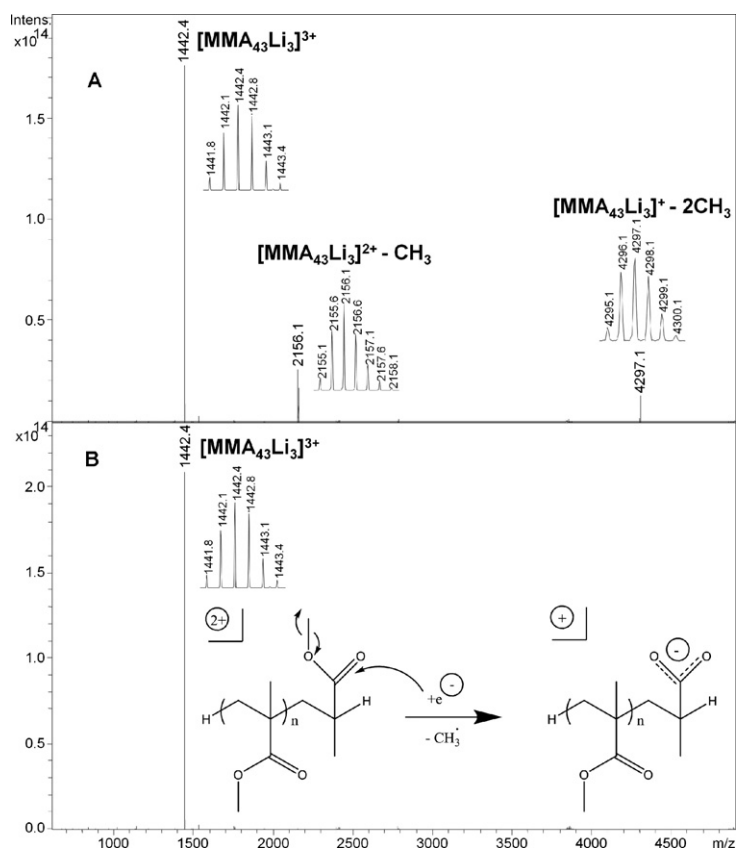 Intens.
x10^14
1442.4
[MMA₄₃Li₃]³⁺
A
1.5
1441.8
1442.1
1442.4
1442.8
1443.1
1443.4
1.0
[MMA₄₃Li₃]⁺ - 2CH₃
4295.1
4296.1
4297.1
4298.1
4299.1
4300.1
[MMA₄₃Li₃]²⁺ - CH₃
2155.1
2155.6
2156.1
2156.6
2157.1
2157.6
2158.1
0.5
2156.1
4297.1
x10^14
1442.4
[MMA₄₃Li₃]³⁺
B
2.0
1441.8
1442.1
1442.4
1442.8
1443.1
1443.4
1.5
2+
+
-
O
O
O
O
1.0
+e -
H
n
H
- CH₃•
H
n
H
0.5
O
O
O
O
0.0
1000 1500 2000 2500 3000 3500 4000 4500 m/z